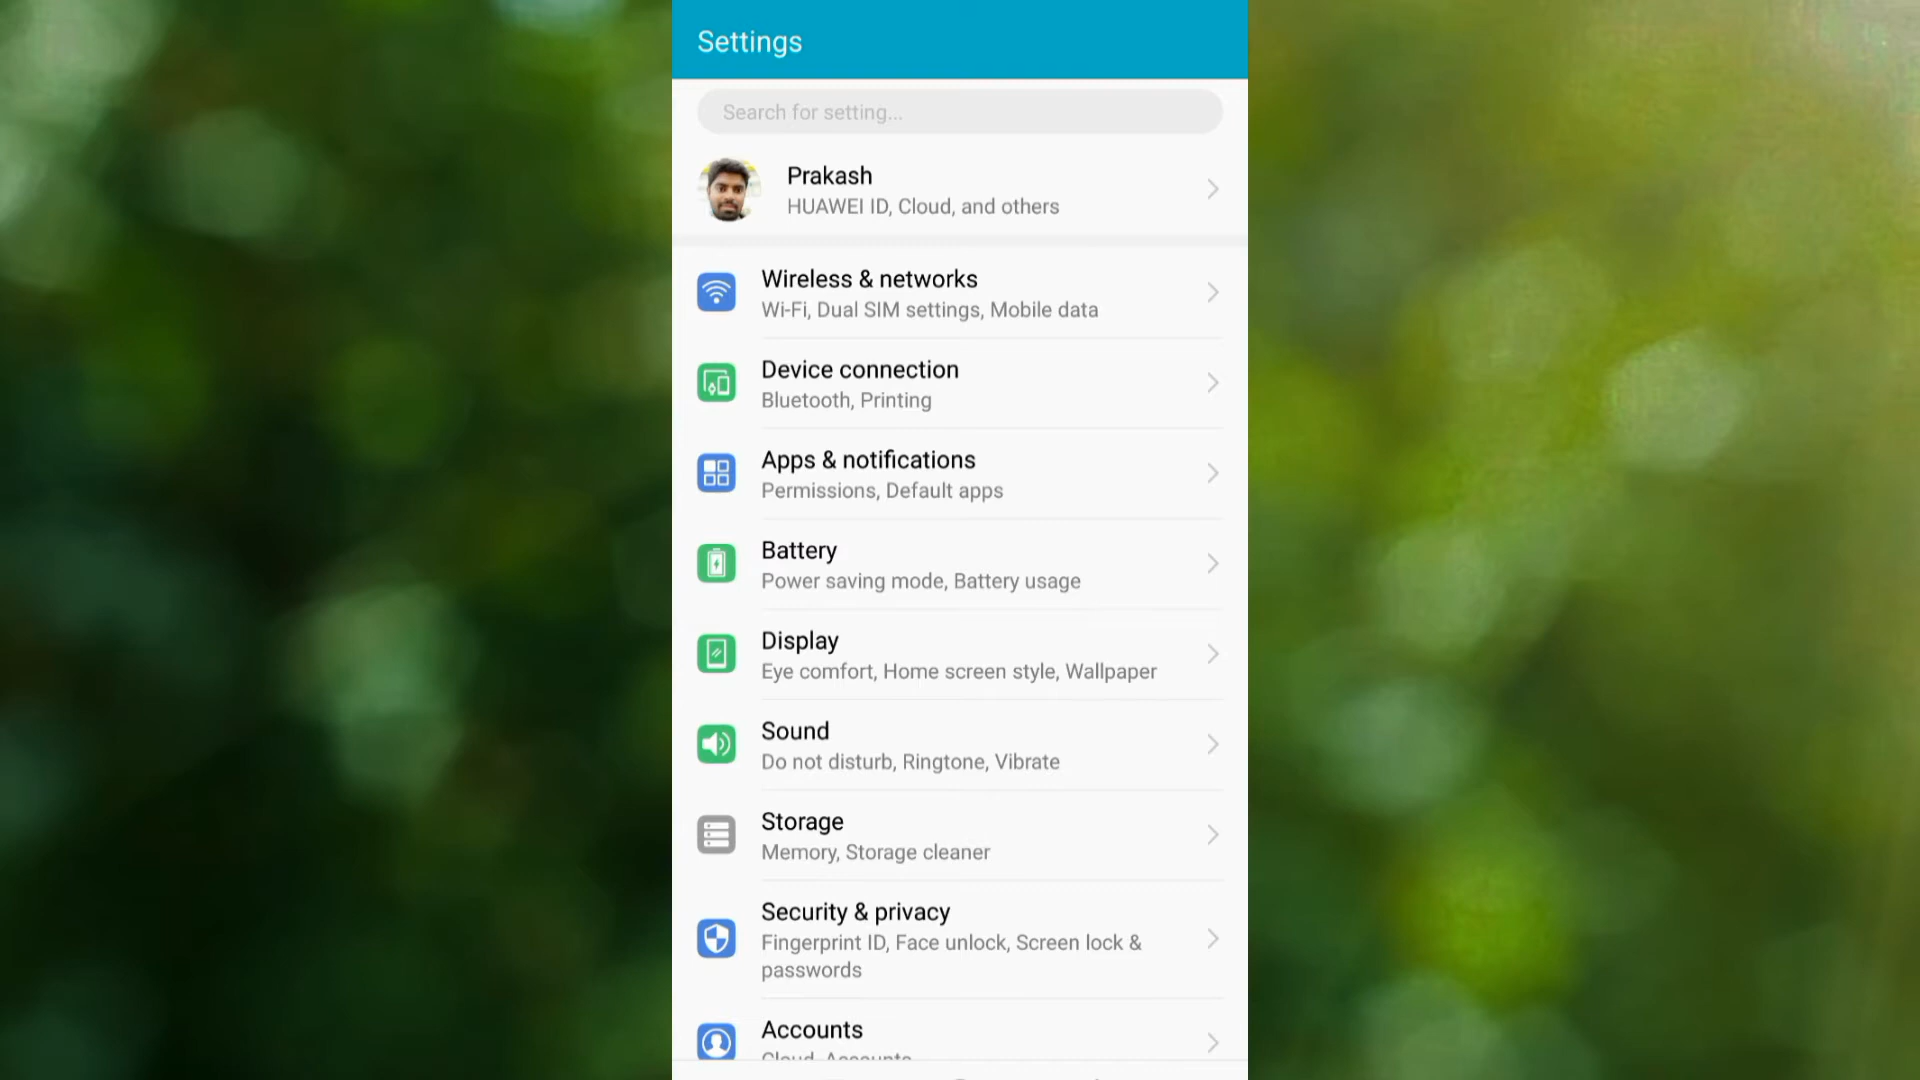 Settings
Search for setting...
Prakash
HUAWEI ID, Cloud, and others
Wireless & networks
Wi-Fi, Dual SIM settings, Mobile data
Device connection
Bluetooth, Printing
Apps & notifications
Permissions, Default apps
Battery
Power saving mode, Battery usage
Display
Eye comfort, Home screen style, Wallpaper
Sound
Do not disturb, Ringtone, Vibrate
Storage
Memory, Storage cleaner
Security & privacy
Fingerprint ID, Face unlock, Screen lock &
passwords
Accounts
Cloud, Accounts